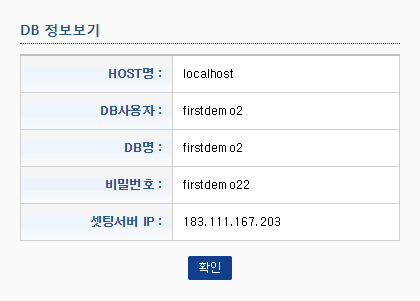 DB 정보보기
HOST명 : localhost
DB사용자 : firstdemo2
DB명 : firstdemo2
비밀번호 : firstdemo22
셋팅서버 IP : 183.111.167.203
확인